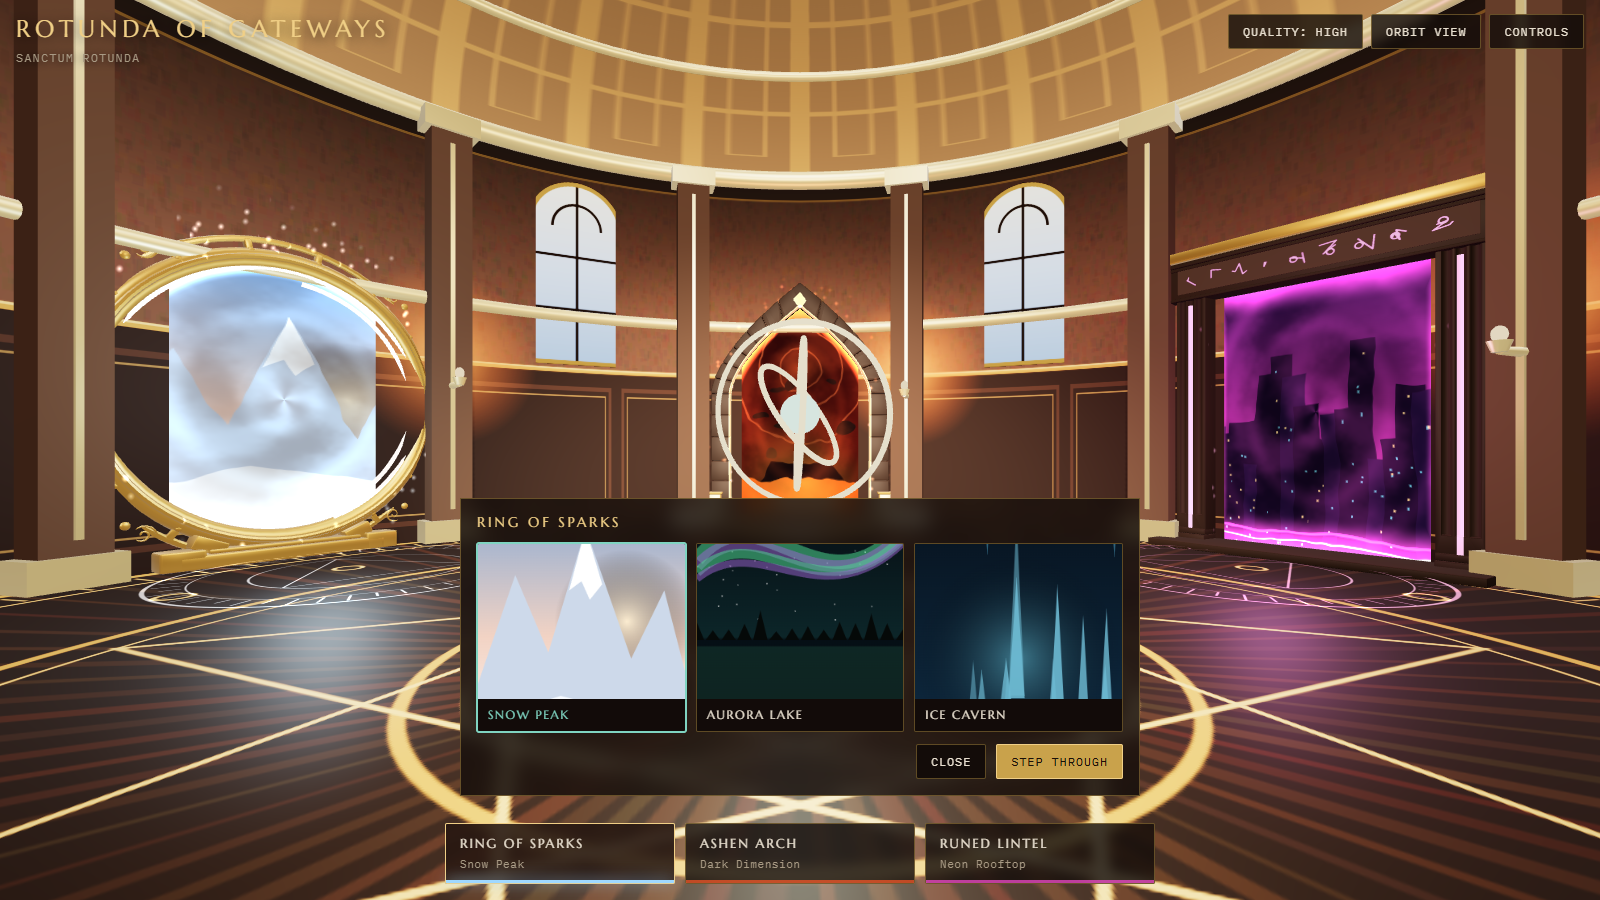 ROTUNDA OF GATEWAYS
SANCTUM ROTUNDA
QUALITY: HIGH
ORBIT VIEW
CONTROLS
RING OF SPARKS
SNOW PEAK
AURORA LAKE
ICE CAVERN
CLOSE
STEP THROUGH
RING OF SPARKS
Snow Peak
ASHEN ARCH
Dark Dimension
RUNED LINTEL
Neon Rooftop